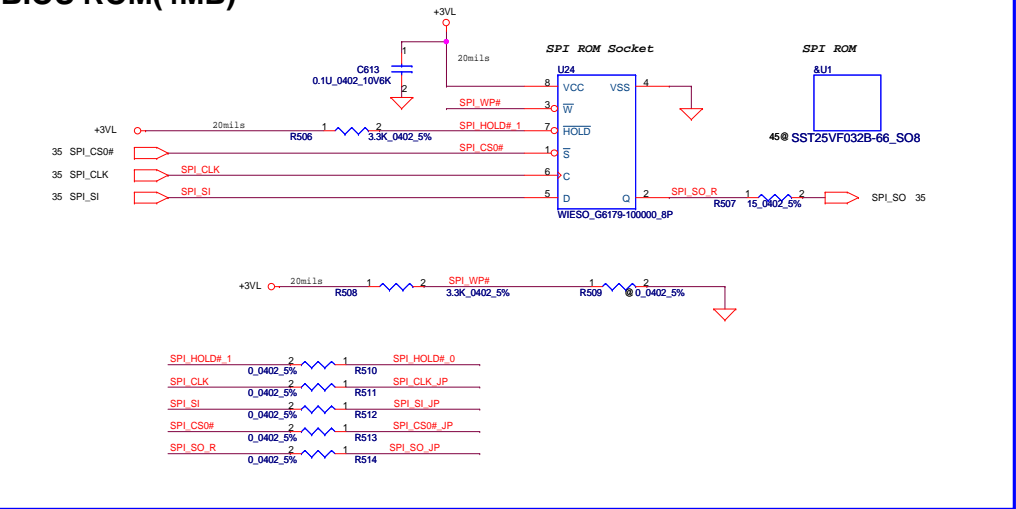 BIOS ROM(4MB)
+3VL
SPI ROM Socket
SPI ROM
1
20mils
C613
0.1U_0402_10V6K
2
U24
&U1
8 VCC VSS 4
SPI_WP# 3 W
+3VL 20mils 1 2 SPI_HOLD#_1 7 HOLD
R506 3.3K_0402_5%
45@ SST25VF032B-66_SO8
35 SPI_CS0# SPI_CS0# 1 S
35 SPI_CLK SPI_CLK 6 C
35 SPI_SI SPI_SI 5 D Q 2 SPI_SO_R 1 2 SPI_SO 35
R507 15_0402_5%
WIESO_G6179-100000_8P
+3VL 20mils 1 2 SPI_WP# 1 2
R508 3.3K_0402_5% R509 @ 0_0402_5%
SPI_HOLD#_1 2 1 SPI_HOLD#_0
0_0402_5% R510
SPI_CLK 2 1 SPI_CLK_JP
0_0402_5% R511
SPI_SI 2 1 SPI_SI_JP
0_0402_5% R512
SPI_CS0# 2 1 SPI_CS0#_JP
0_0402_5% R513
SPI_SO_R 2 1 SPI_SO_JP
0_0402_5% R514